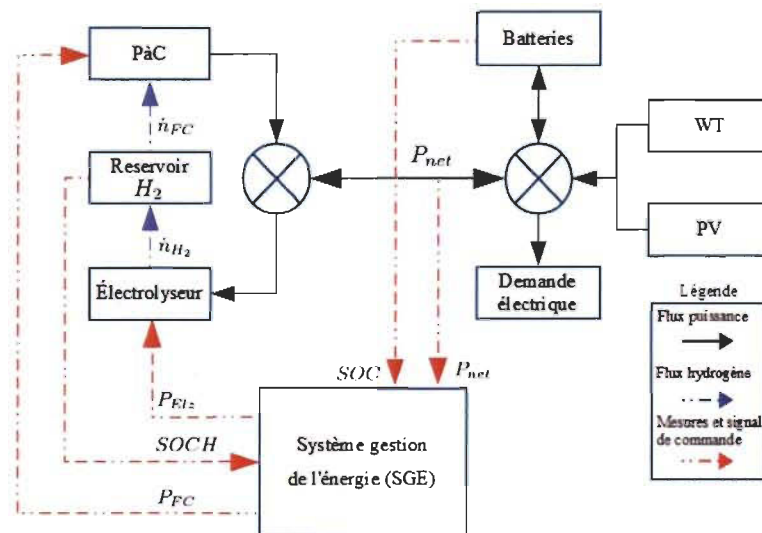 PàC
Batteries
WT
PV
ṅ_FC
Reservoir
H₂
ṅ_H₂
Électrolyseur
P_net
Demande
électrique
Légende
Flux puissance
Flux hydrogène
Mesures et signal
de commande
SOC
P_net
P_Elz
SOCH
P_FC
Système gestion
de l'énergie (SGE)